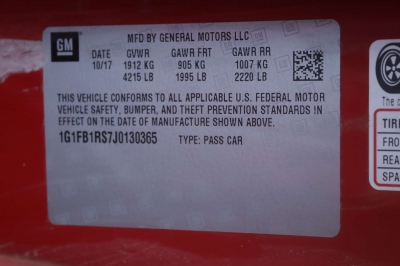 GM
MFD BY GENERAL MOTORS LLC
DATE GVWR GAWR FRT GAWR RR
10/17 1912 KG 905 KG 1007 KG
4215 LB 1995 LB 2220 LB
THIS VEHICLE CONFORMS TO ALL APPLICABLE U.S. FEDERAL MOTOR
VEHICLE SAFETY, BUMPER, AND THEFT PREVENTION STANDARDS IN
EFFECT ON THE DATE OF MANUFACTURE SHOWN ABOVE.
1G1FB1RS7J0130365 TYPE: PASS CAR
The
TIRE
FRO
REA
SPA